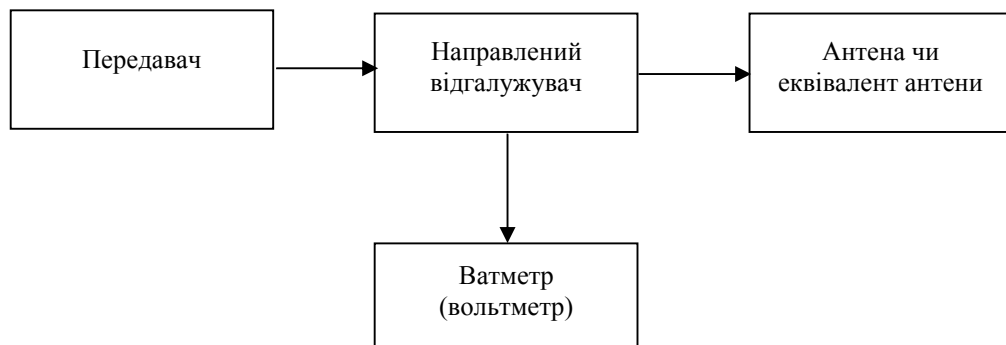 Передавач
Направлений
відгалужувач
Антена чи
еквівалент антени
Ватметр
(вольтметр)